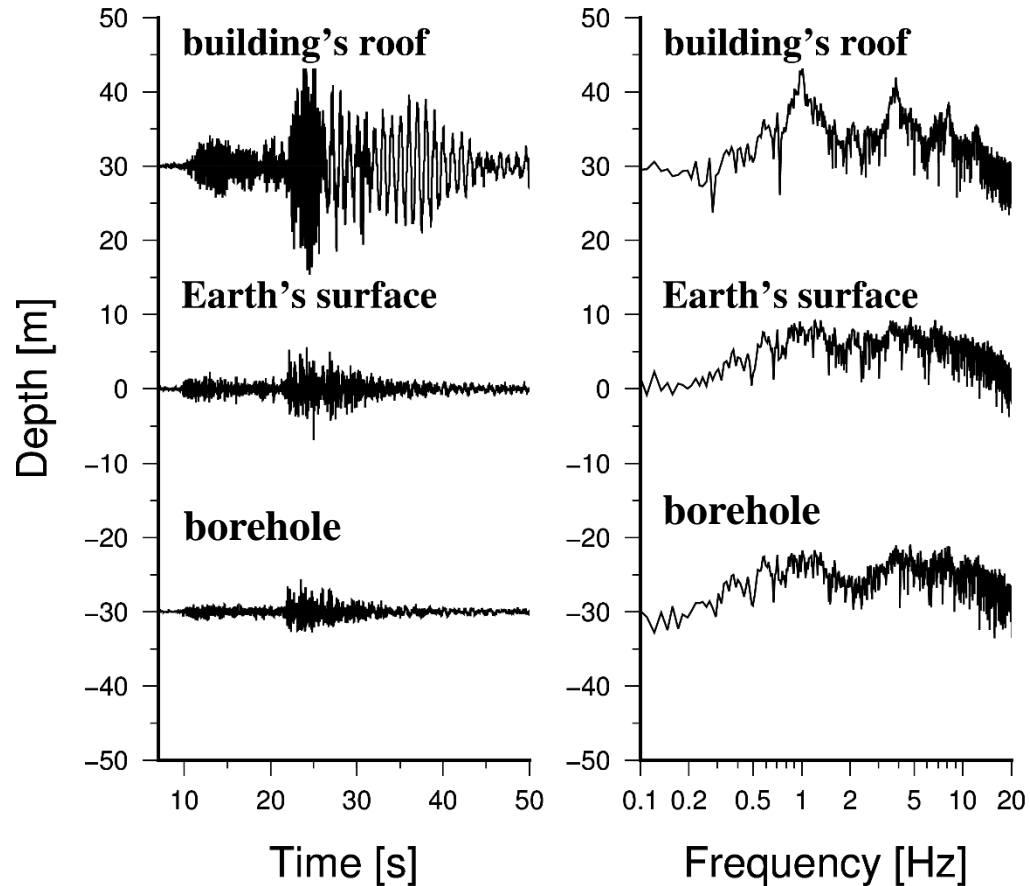 50
building's roof
40
30
20
Earth's surface
10
0
−10
−20
borehole
−30
−40
−50
10 20 30 40 50
Time [s]
Depth [m]
50
building's roof
40
30
20
Earth's surface
10
0
−10
−20
borehole
−30
−40
−50
0.1 0.2 0.5 1 2 5 10 20
Frequency [Hz]